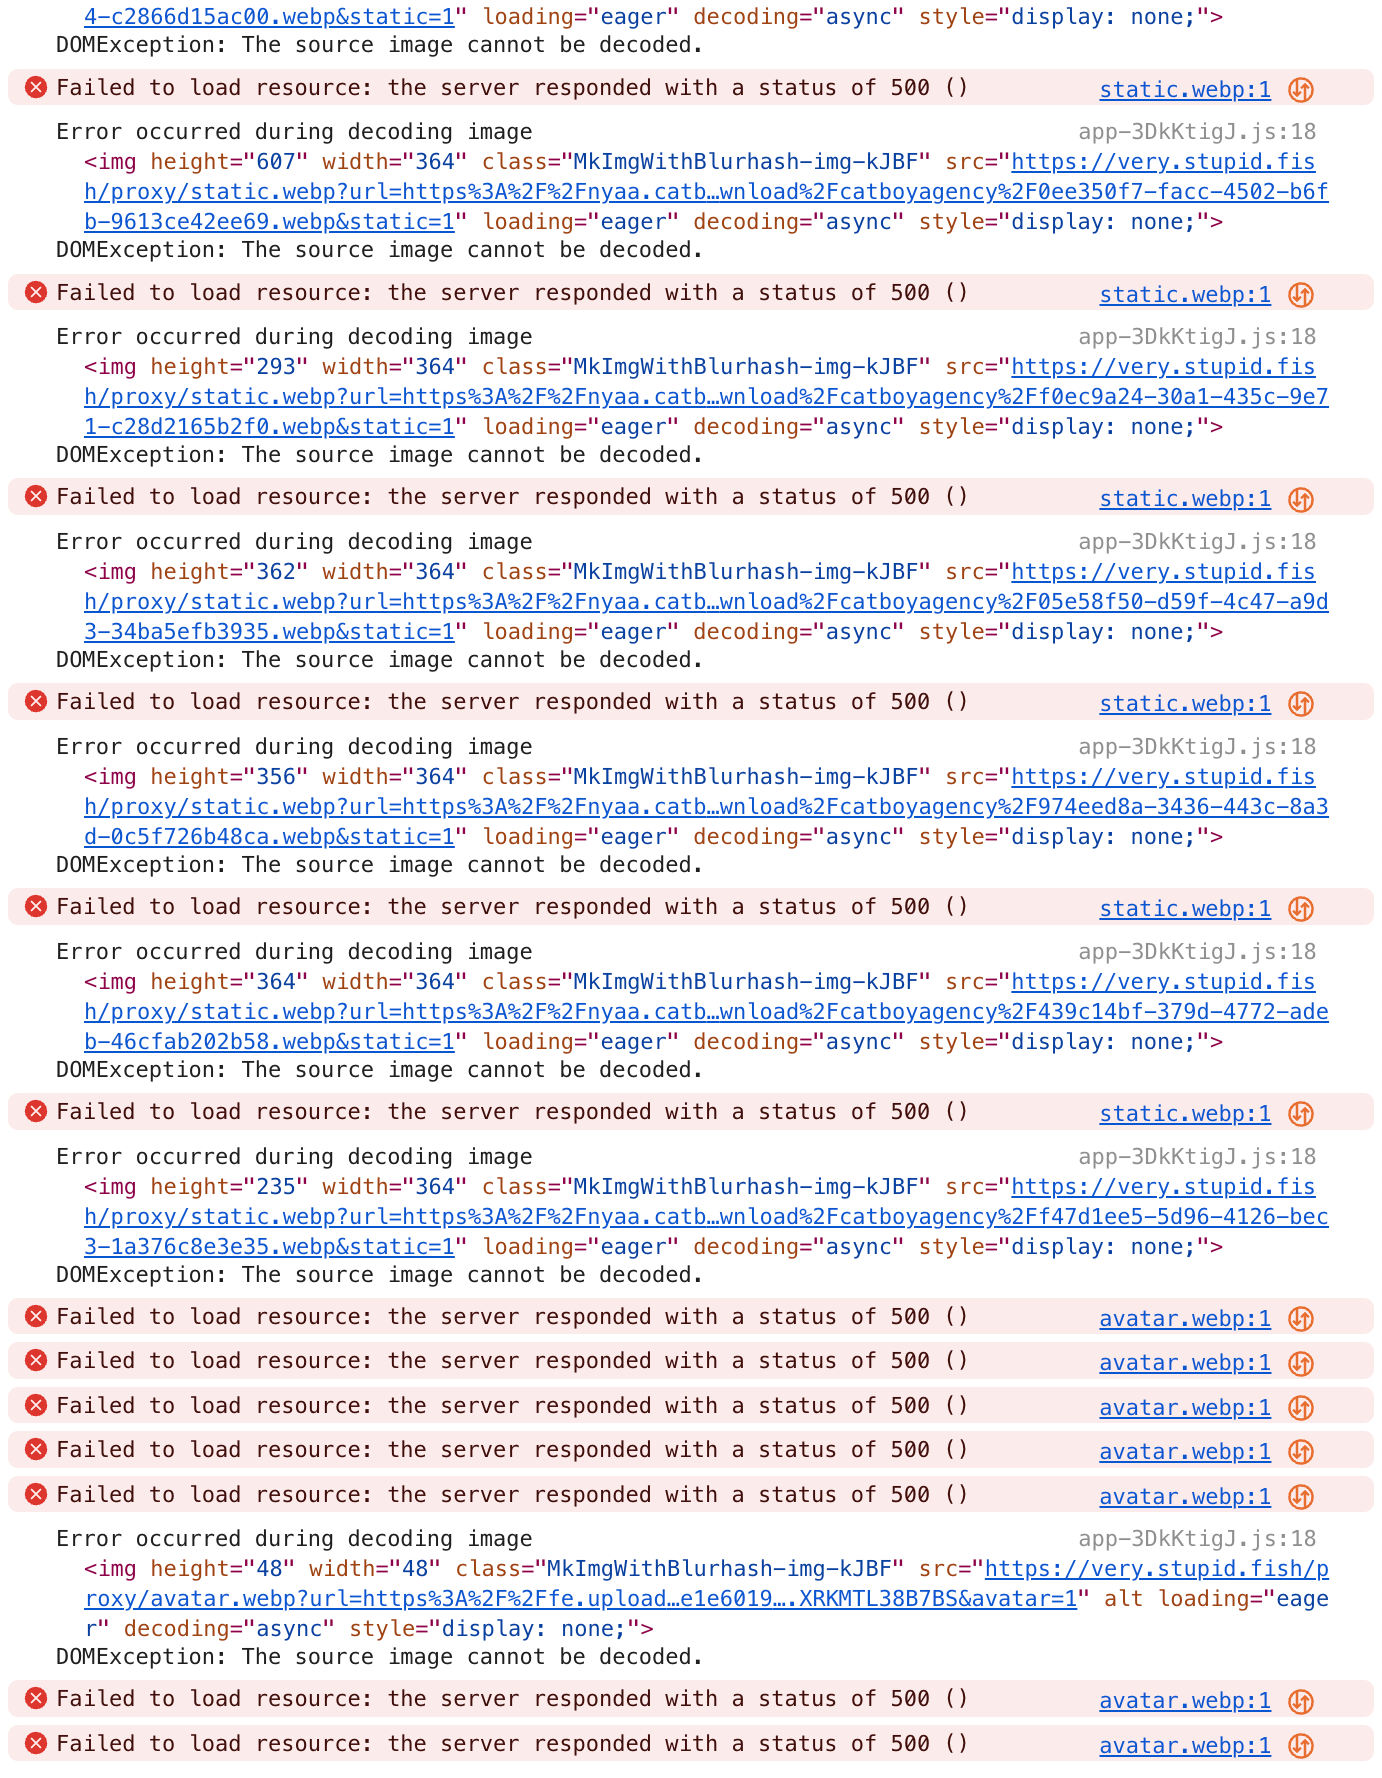 4-c2866d15ac00.webp&static=1" loading="eager" decoding="async" style="display: none;">
DOMException: The source image cannot be decoded.
Failed to load resource: the server responded with a status of 500 () static.webp:1
Error occurred during decoding image app-3DkKtigJ.js:18
<img height="607" width="364" class="MkImgWithBlurhash-img-kJBF" src="https://very.stupid.fis
h/proxy/static.webp?url=https%3A%2F%2Fnyaa.catb…wnload%2Fcatboyagency%2F0ee350f7-facc-4502-b6f
b-9613ce42ee69.webp&static=1" loading="eager" decoding="async" style="display: none;">
DOMException: The source image cannot be decoded.
Failed to load resource: the server responded with a status of 500 () static.webp:1
Error occurred during decoding image app-3DkKtigJ.js:18
<img height="293" width="364" class="MkImgWithBlurhash-img-kJBF" src="https://very.stupid.fis
h/proxy/static.webp?url=https%3A%2F%2Fnyaa.catb…wnload%2Fcatboyagency%2Ff0ec9a24-30a1-435c-9e7
1-c28d2165b2f0.webp&static=1" loading="eager" decoding="async" style="display: none;">
DOMException: The source image cannot be decoded.
Failed to load resource: the server responded with a status of 500 () static.webp:1
Error occurred during decoding image app-3DkKtigJ.js:18
<img height="362" width="364" class="MkImgWithBlurhash-img-kJBF" src="https://very.stupid.fis
h/proxy/static.webp?url=https%3A%2F%2Fnyaa.catb…wnload%2Fcatboyagency%2F05e58f50-d59f-4c47-a9d
3-34ba5efb3935.webp&static=1" loading="eager" decoding="async" style="display: none;">
DOMException: The source image cannot be decoded.
Failed to load resource: the server responded with a status of 500 () static.webp:1
Error occurred during decoding image app-3DkKtigJ.js:18
<img height="356" width="364" class="MkImgWithBlurhash-img-kJBF" src="https://very.stupid.fis
h/proxy/static.webp?url=https%3A%2F%2Fnyaa.catb…wnload%2Fcatboyagency%2F974eed8a-3436-443c-8a3
d-0c5f726b48ca.webp&static=1" loading="eager" decoding="async" style="display: none;">
DOMException: The source image cannot be decoded.
Failed to load resource: the server responded with a status of 500 () static.webp:1
Error occurred during decoding image app-3DkKtigJ.js:18
<img height="364" width="364" class="MkImgWithBlurhash-img-kJBF" src="https://very.stupid.fis
h/proxy/static.webp?url=https%3A%2F%2Fnyaa.catb…wnload%2Fcatboyagency%2F439c14bf-379d-4772-ade
b-46cfab202b58.webp&static=1" loading="eager" decoding="async" style="display: none;">
DOMException: The source image cannot be decoded.
Failed to load resource: the server responded with a status of 500 () static.webp:1
Error occurred during decoding image app-3DkKtigJ.js:18
<img height="235" width="364" class="MkImgWithBlurhash-img-kJBF" src="https://very.stupid.fis
h/proxy/static.webp?url=https%3A%2F%2Fnyaa.catb…wnload%2Fcatboyagency%2Ff47d1ee5-5d96-4126-bec
3-1a376c8e3e35.webp&static=1" loading="eager" decoding="async" style="display: none;">
DOMException: The source image cannot be decoded.
Failed to load resource: the server responded with a status of 500 () avatar.webp:1
Failed to load resource: the server responded with a status of 500 () avatar.webp:1
Failed to load resource: the server responded with a status of 500 () avatar.webp:1
Failed to load resource: the server responded with a status of 500 () avatar.webp:1
Failed to load resource: the server responded with a status of 500 () avatar.webp:1
Error occurred during decoding image app-3DkKtigJ.js:18
<img height="48" width="48" class="MkImgWithBlurhash-img-kJBF" src="https://very.stupid.fish/p
roxy/avatar.webp?url=https%3A%2F%2Ffe.upload…e1e6019….XRKMTL38B7BS&avatar=1" alt loading="eage
r" decoding="async" style="display: none;">
DOMException: The source image cannot be decoded.
Failed to load resource: the server responded with a status of 500 () avatar.webp:1
Failed to load resource: the server responded with a status of 500 () avatar.webp:1